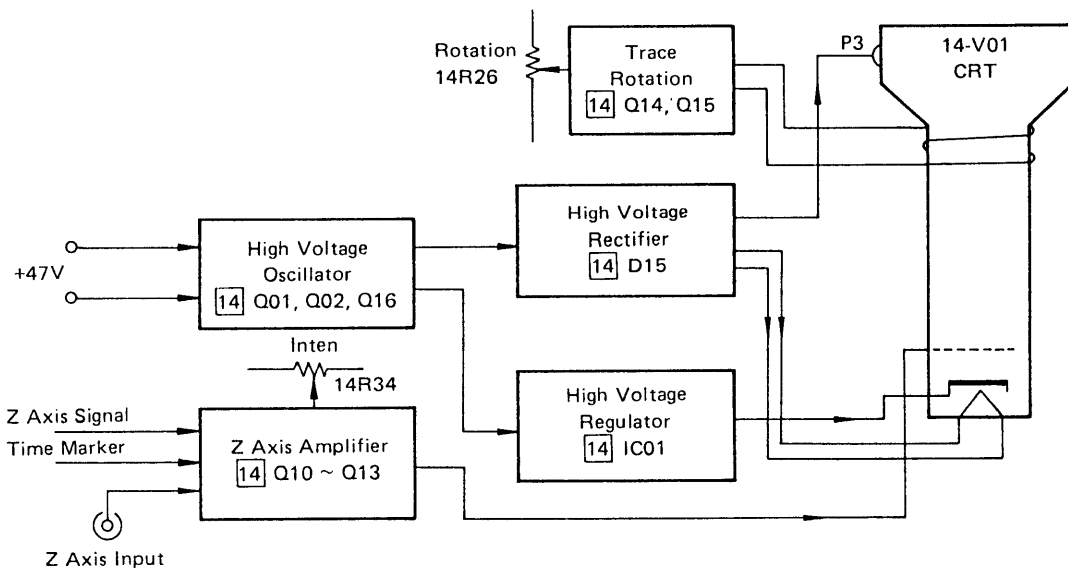 Rotation
14R26
Trace
Rotation
14 Q14, Q15
P3
14-V01
CRT
+47V
High Voltage
Oscillator
14 Q01, Q02, Q16
High Voltage
Rectifier
14 D15
Inten
14R34
Z Axis Signal
Time Marker
Z Axis Amplifier
14 Q10 ~ Q13
High Voltage
Regulator
14 IC01
Z Axis Input